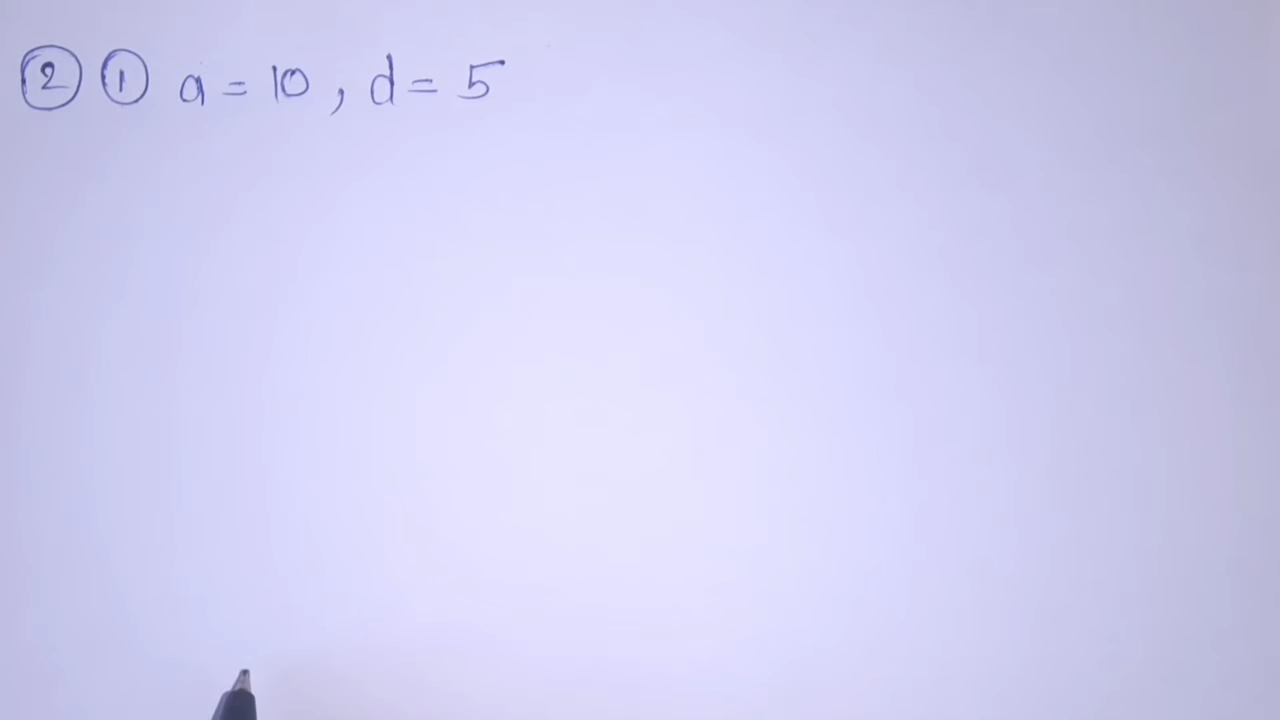 ② ① a = 10 , d = 5